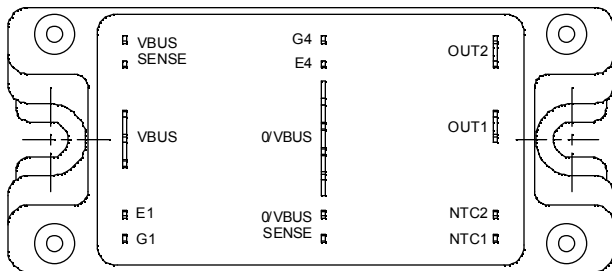 VBUS
SENSE
G4
E4
OUT2
VBUS
0/VBUS
OUT1
E1
G1
0/VBUS
SENSE
NTC2
NTC1